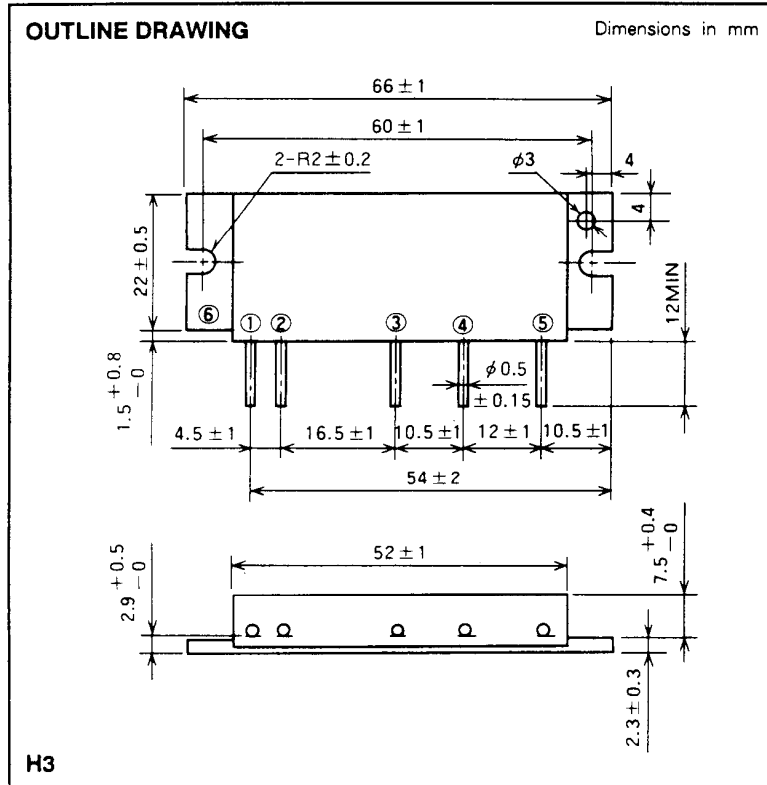 OUTLINE DRAWING
Dimensions in mm
66±1
60±1
2-R2±0.2
ϕ3
4
4
22±0.5
12MIN
⑥
①
②
③
④
⑤
ϕ0.5
±0.15
1.5 +0.8 −0
4.5±1
16.5±1
10.5±1
12±1
10.5±1
54±2
52±1
2.9 +0.5 −0
7.5 +0.4 −0
2.3±0.3
H3